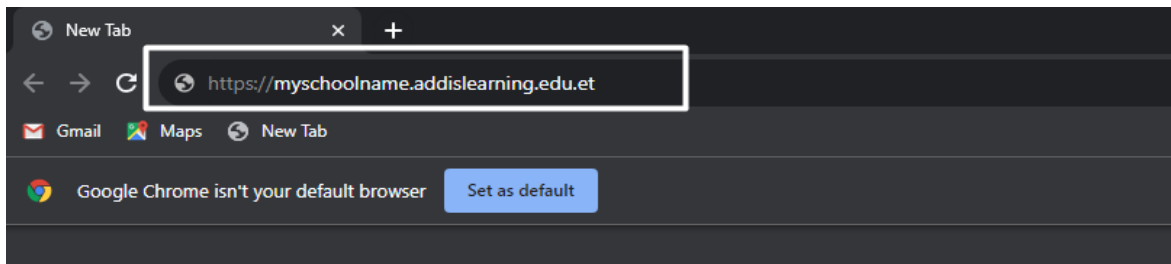 New Tab
https://myschoolname.addislearning.edu.et
Gmail Maps New Tab
Google Chrome isn't your default browser Set as default